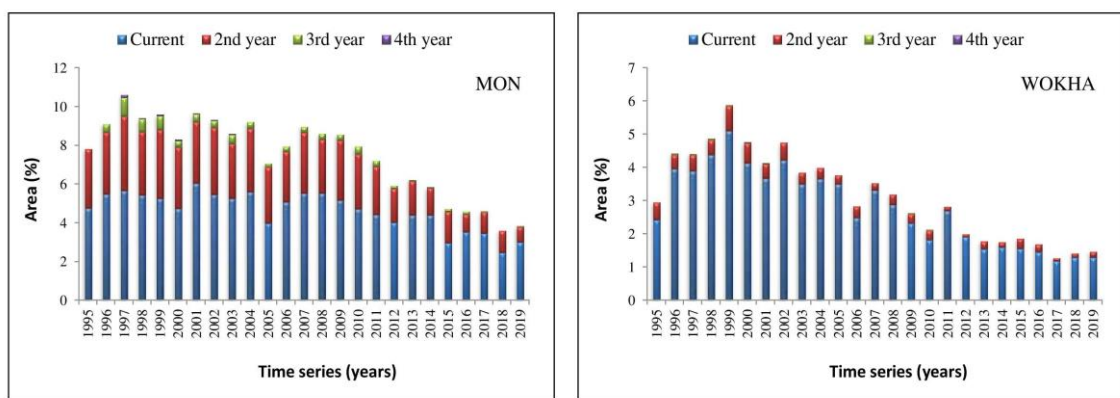 Current 2nd year 3rd year 4th year
MON
12
10
8
6
4
2
0
Area (%)
1995 1996 1997 1998 1999 2000 2001 2002 2003 2004 2005 2006 2007 2008 2009 2010 2011 2012 2013 2014 2015 2016 2017 2018 2019
Time series (years)
Current 2nd year 3rd year 4th year
WOKHA
7
6
5
4
3
2
1
0
Area (%)
1995 1996 1997 1998 1999 2000 2001 2002 2003 2004 2005 2006 2007 2008 2009 2010 2011 2012 2013 2014 2015 2016 2017 2018 2019
Time series (years)